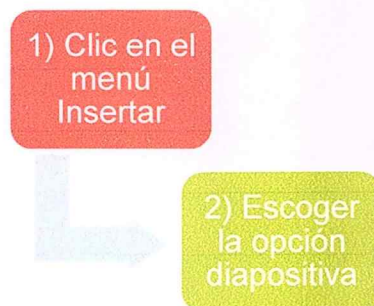 1) Clic en el
menú
Insertar
2) Escoger
la opción
diapositiva